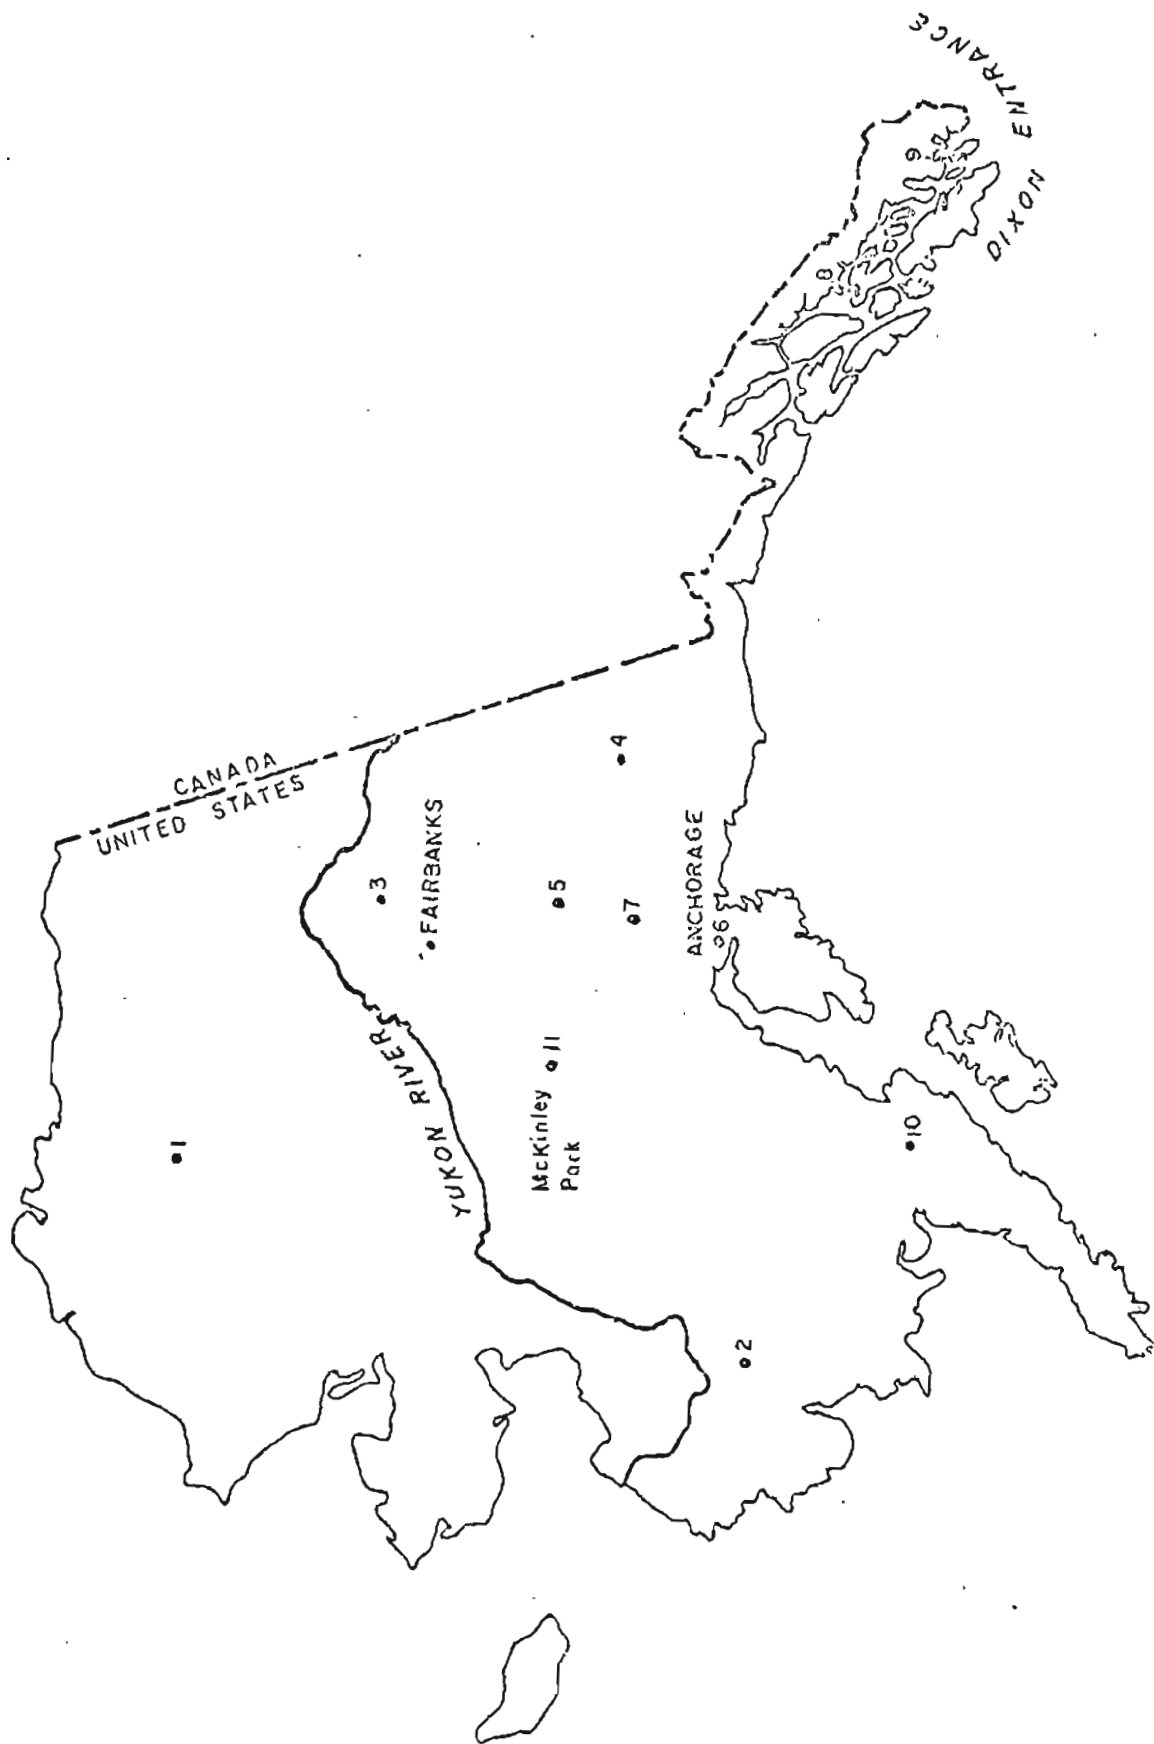 CANADA
UNITED STATES
1
3
FAIRBANKS
YUKON RIVER
McKinley
Park
11
5
4
7
ANCHORAGE
6
2
10
8
9
DIXON ENTRANCE